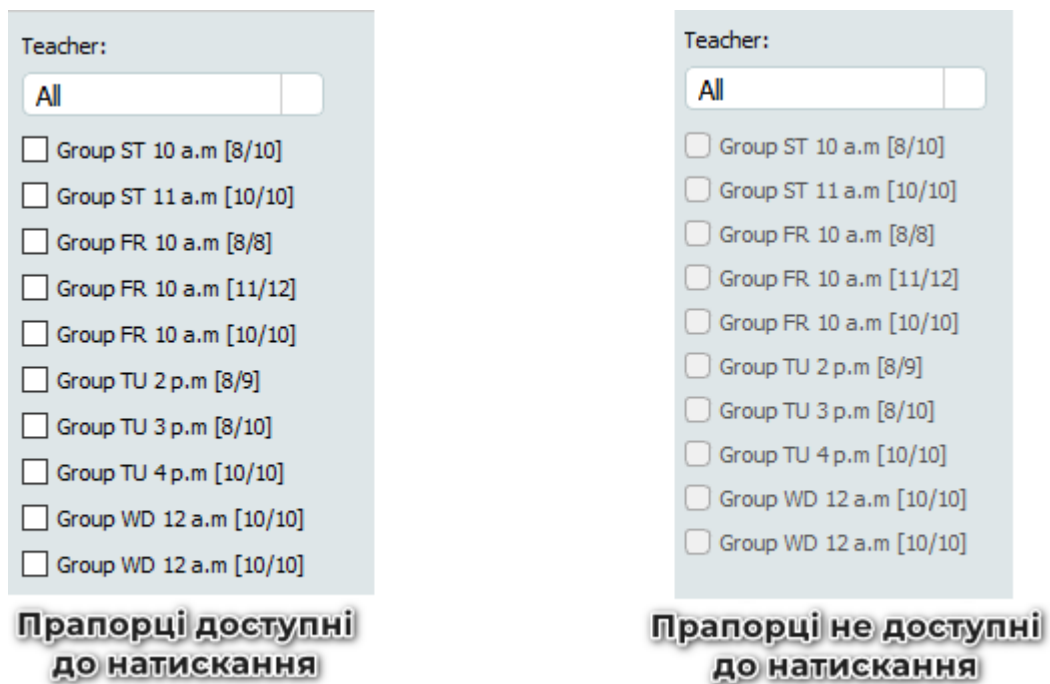 Teacher:
All
Group ST 10 a.m [8/10]
Group ST 11 a.m [10/10]
Group FR 10 a.m [8/8]
Group FR 10 a.m [11/12]
Group FR 10 a.m [10/10]
Group TU 2 p.m [8/9]
Group TU 3 p.m [8/10]
Group TU 4 p.m [10/10]
Group WD 12 a.m [10/10]
Group WD 12 a.m [10/10]
Прапорці доступні
до натискання
Teacher:
All
Group ST 10 a.m [8/10]
Group ST 11 a.m [10/10]
Group FR 10 a.m [8/8]
Group FR 10 a.m [11/12]
Group FR 10 a.m [10/10]
Group TU 2 p.m [8/9]
Group TU 3 p.m [8/10]
Group TU 4 p.m [10/10]
Group WD 12 a.m [10/10]
Group WD 12 a.m [10/10]
Прапорці не доступні
до натискання